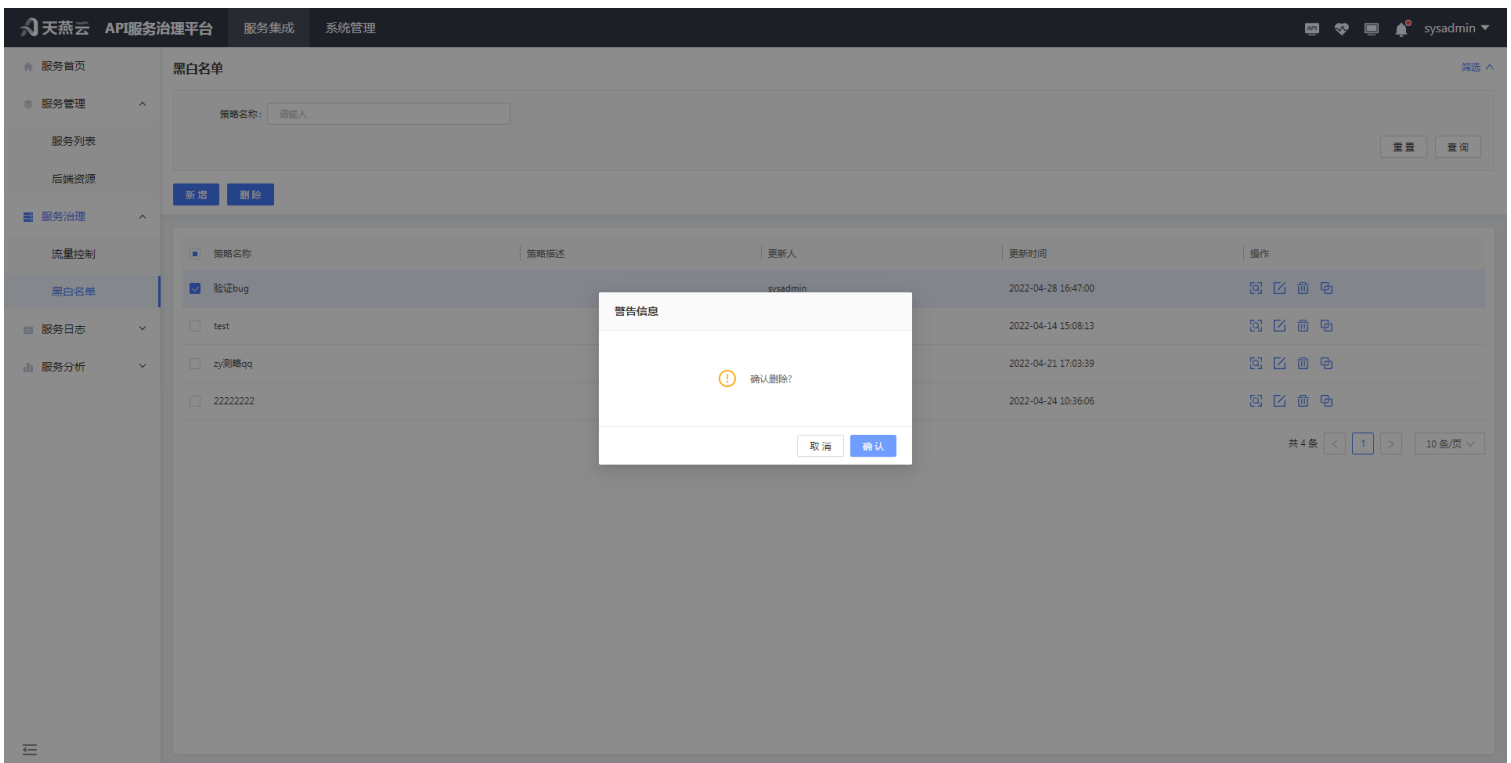 天燕云 API服务治理平台 服务集成 系统管理 API sysadmin
服务首页
服务管理
服务列表
后端资源
服务治理
流量控制
黑白名单
服务日志
服务分析
黑白名单 筛选
策略名称: 请输入
重置 查询
新增 删除
策略名称 策略描述 更新人 更新时间 操作
验证bug sysadmin 2022-04-28 16:47:00
test 2022-04-14 15:08:13
zy测略qq 2022-04-21 17:03:39
22222222 2022-04-24 10:36:06
共4条 < 1 > 10条/页
警告信息
确认删除?
取消 确认